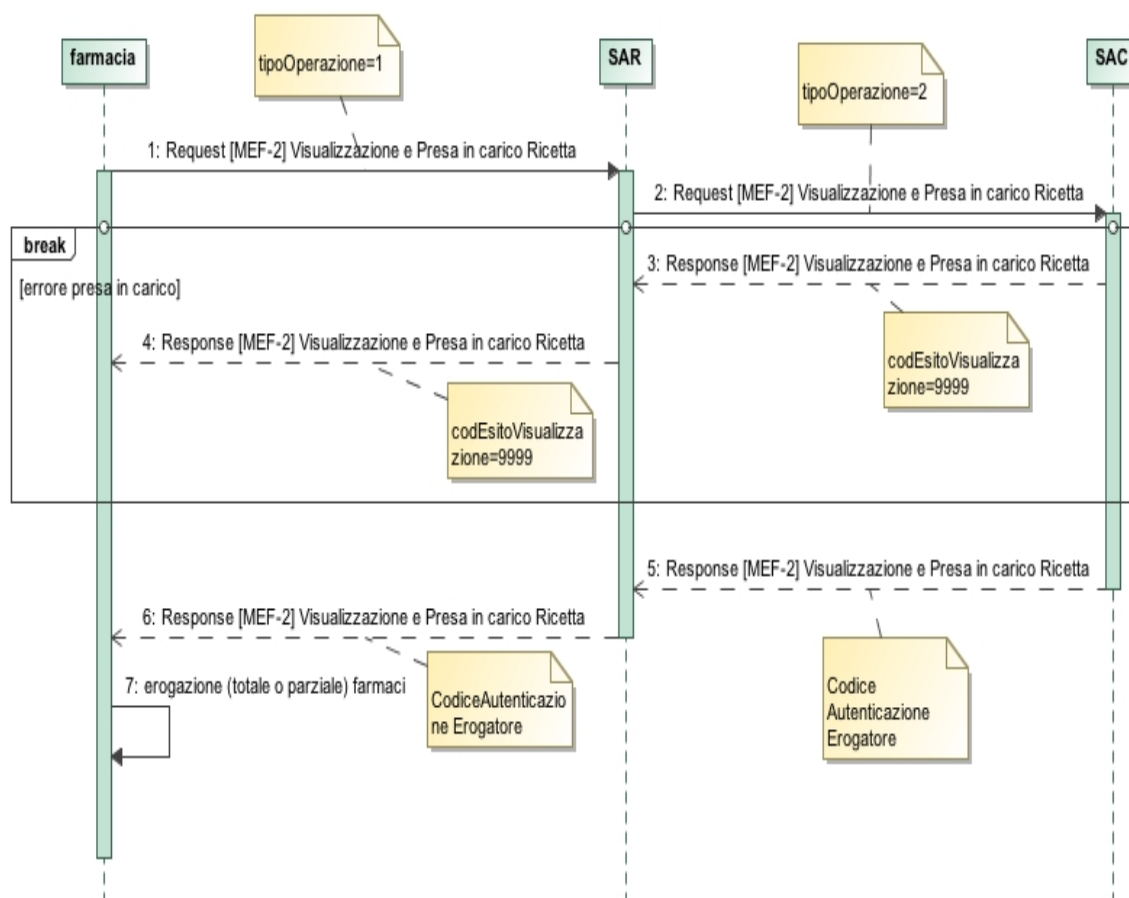 farmacia
SAR
SAC
tipoOperazione=1
tipoOperazione=2
1: Request [MEF-2] Visualizzazione e Presa in carico Ricetta
2: Request [MEF-2] Visualizzazione e Presa in carico Ricetta
break
[errore presa in carico]
3: Response [MEF-2] Visualizzazione e Presa in carico Ricetta
codEsitoVisualizza
zione=9999
4: Response [MEF-2] Visualizzazione e Presa in carico Ricetta
codEsitoVisualizza
zione=9999
5: Response [MEF-2] Visualizzazione e Presa in carico Ricetta
Codice
Autenticazione
Erogatore
6: Response [MEF-2] Visualizzazione e Presa in carico Ricetta
CodiceAutenticazio
ne Erogatore
7: erogazione (totale o parziale) farmaci